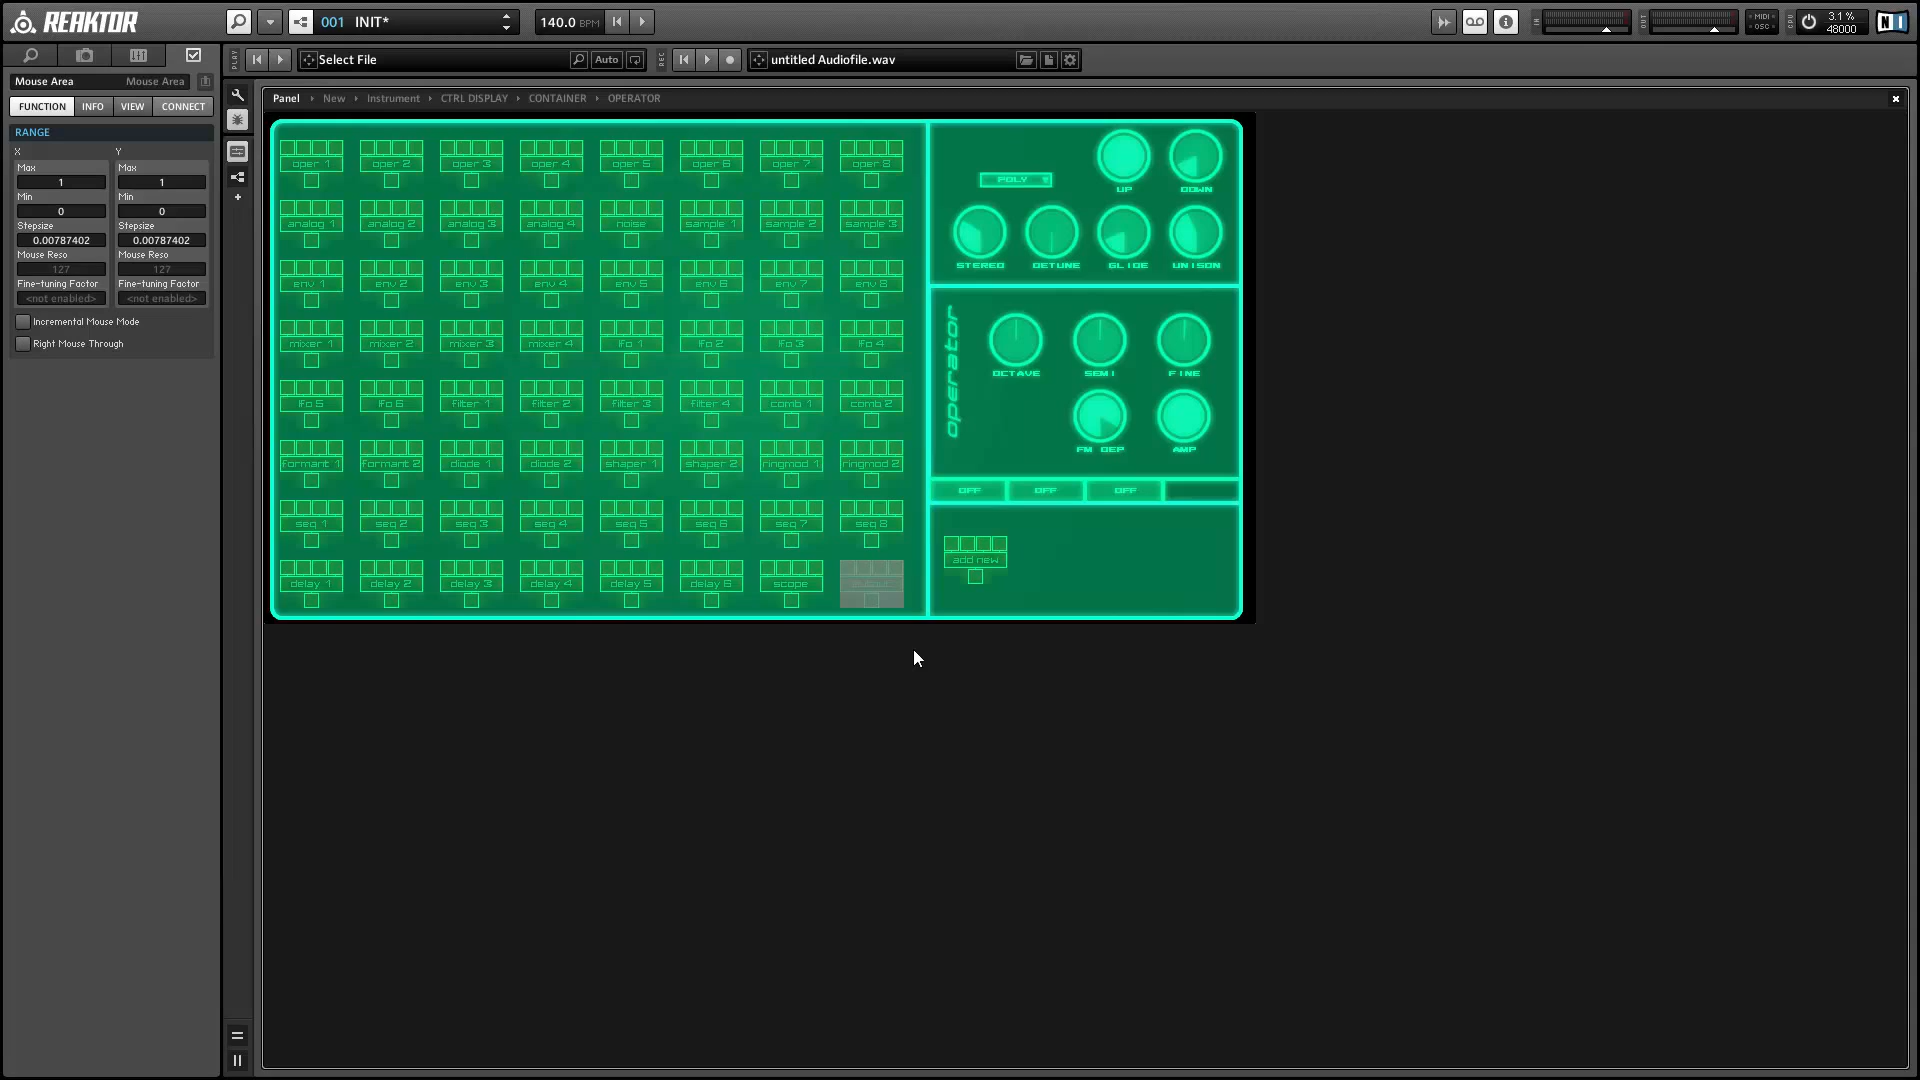 REAKTOR
001 INIT*
140.0 BPM
IN
OUT
MIDI
OSC
CPU
3.1 %
48000
NI
PLAY
Select File
Auto
REC
untitled Audiofile.wav
Mouse Area Mouse Area
FUNCTION INFO VIEW CONNECT
RANGE
X Y
Max Max
1 1
Min Min
0 0
Stepsize Stepsize
0.00787402 0.00787402
Mouse Reso Mouse Reso
127 127
Fine-tuning Factor Fine-tuning Factor
<not enabled> <not enabled>
Incremental Mouse Mode
Right Mouse Through
Panel New Instrument CTRL DISPLAY CONTAINER OPERATOR
oper 1 oper 2 oper 3 oper 4 oper 5 oper 6 oper 7 oper 8
analog 1 analog 2 analog 3 analog 4 noise sample 1 sample 2 sample 3
env 1 env 2 env 3 env 4 env 5 env 6 env 7 env 8
mixer 1 mixer 2 mixer 3 mixer 4 lfo 1 lfo 2 lfo 3 lfo 4
lfo 5 lfo 6 filter 1 filter 2 filter 3 filter 4 comb 1 comb 2
formant 1 formant 2 diode 1 diode 2 shaper 1 shaper 2 ringmod 1 ringmod 2
seq 1 seq 2 seq 3 seq 4 seq 5 seq 6 seq 7 seq 8
delay 1 delay 2 delay 3 delay 4 delay 5 delay 6 scope
POLY
UP DOWN
STEREO DETUNE GLIDE UNISON
operator
OCTAVE SEMI FINE
FM DEP AMP
OFF OFF OFF
add new